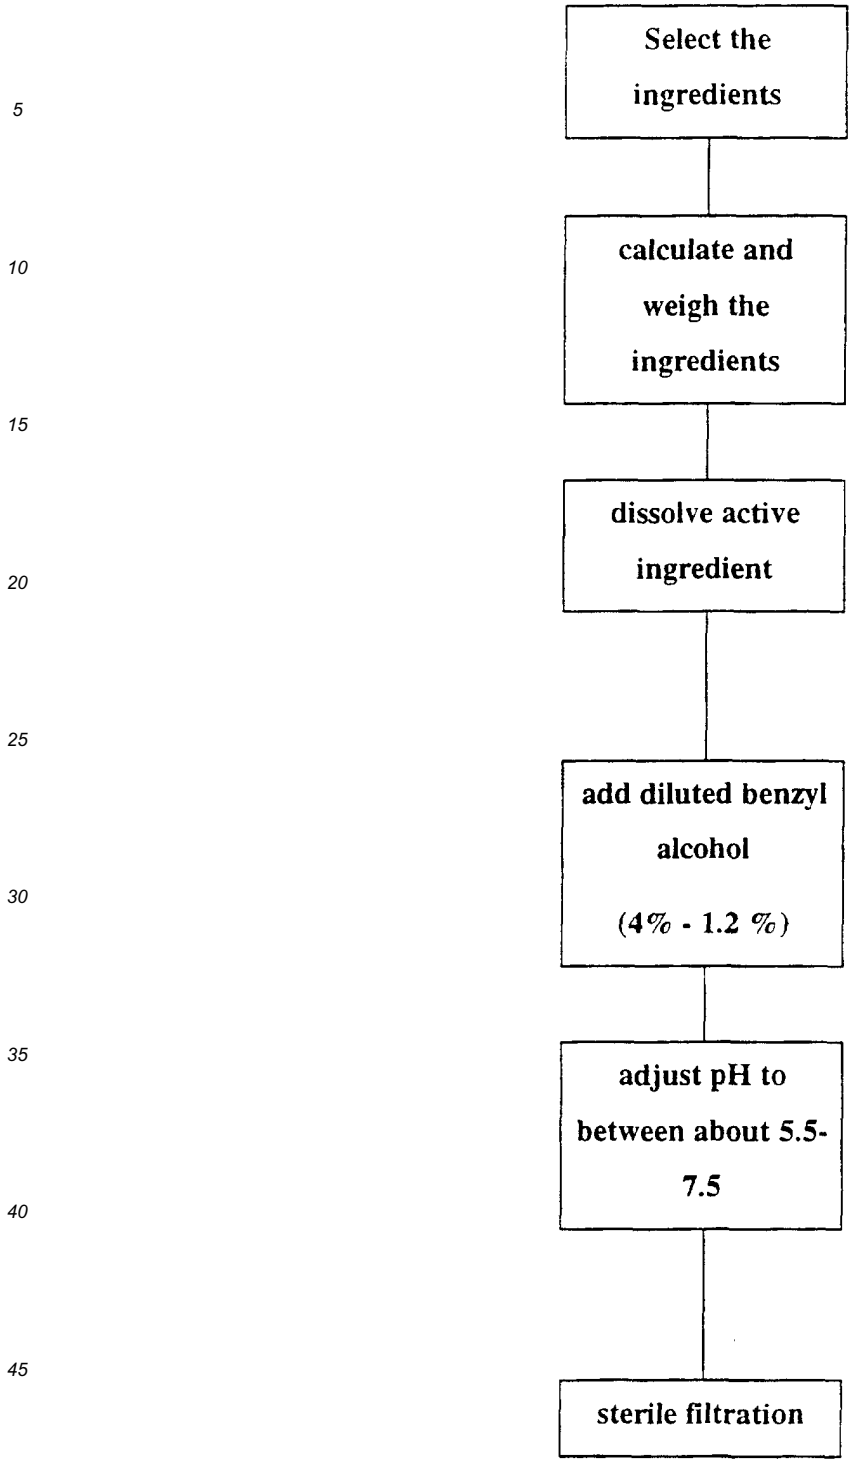 Select the
ingredients
5
calculate and
10
weigh the
ingredients
15
dissolve active
ingredient
20
25
add diluted benzyl
alcohol
30
(4% - 1.2 %)
35
adjust pH to
between about 5.5-
7.5
40
45
sterile filtration